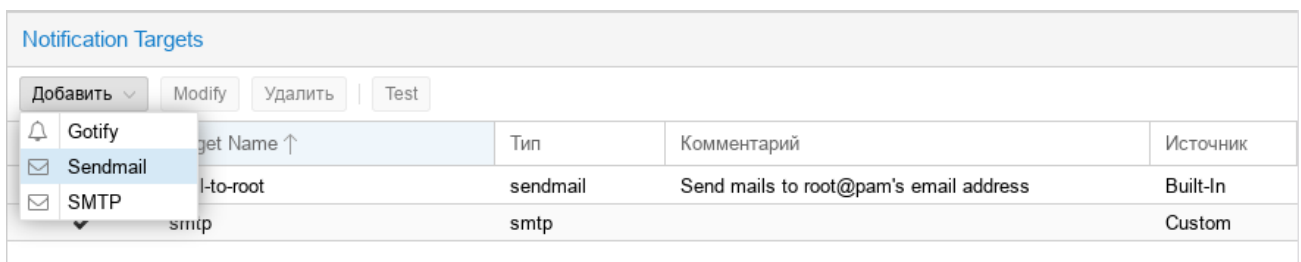 Notification Targets
Добавить Modify Удалить Test
Gotify
Sendmail
SMTP
get Name ↑ Тип Комментарий Источник
l-to-root sendmail Send mails to root@pam's email address Built-In
smtp smtp Custom